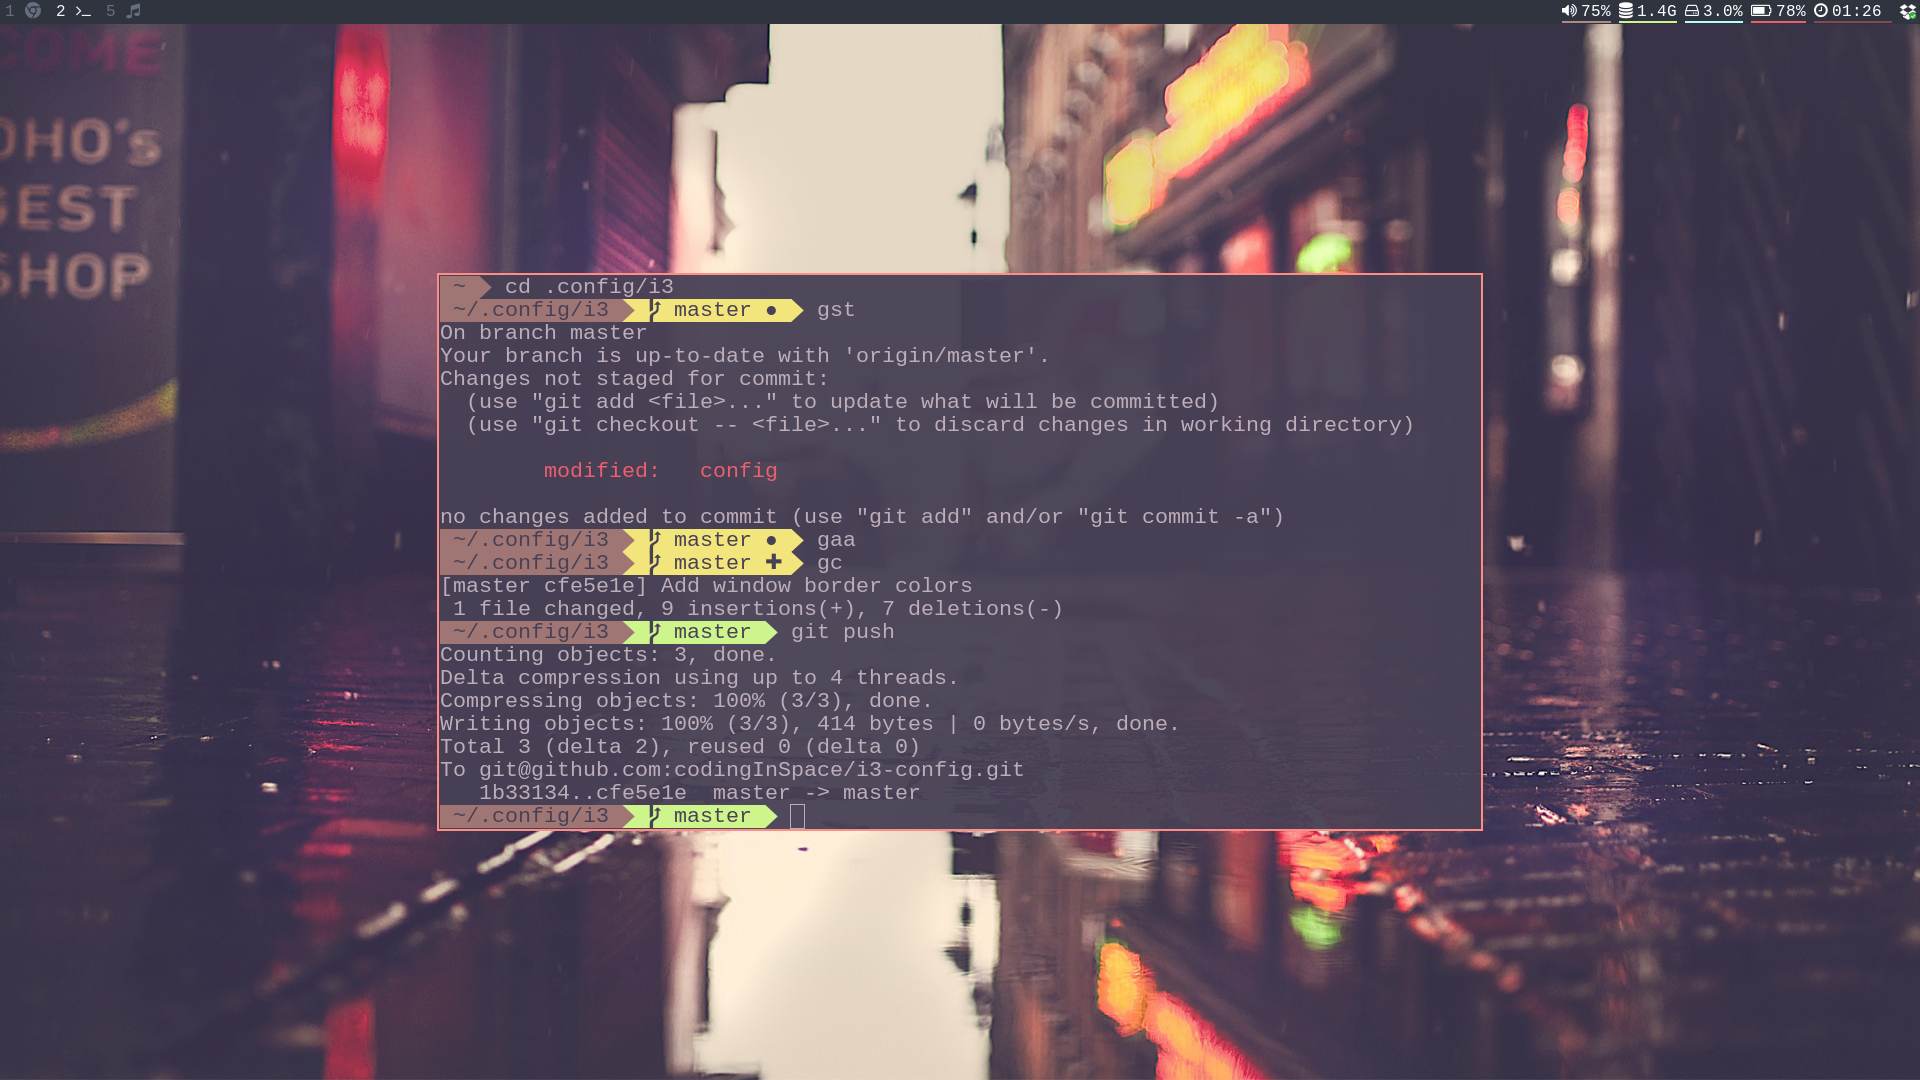 1 2 5 75% 1.4G 3.0% 78% 01:26
COME
OHO's
GEST
SHOP
~ cd .config/i3
~/.config/i3 master ● gst
On branch master
Your branch is up-to-date with 'origin/master'.
Changes not staged for commit:
(use "git add <file>..." to update what will be committed)
(use "git checkout -- <file>..." to discard changes in working directory)
modified: config
no changes added to commit (use "git add" and/or "git commit -a")
~/.config/i3 master ● gaa
~/.config/i3 master ✚ gc
[master cfe5e1e] Add window border colors
1 file changed, 9 insertions(+), 7 deletions(-)
~/.config/i3 master git push
Counting objects: 3, done.
Delta compression using up to 4 threads.
Compressing objects: 100% (3/3), done.
Writing objects: 100% (3/3), 414 bytes | 0 bytes/s, done.
Total 3 (delta 2), reused 0 (delta 0)
To git@github.com:codingInSpace/i3-config.git
1b33134..cfe5e1e master -> master
~/.config/i3 master